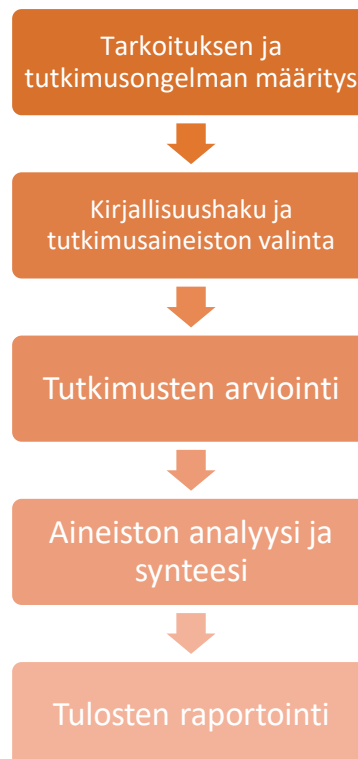 Tarkoituksen ja
tutkimusongelman määritys
Kirjallisuushaku ja
tutkimusaineiston valinta
Tutkimusten arviointi
Aineiston analyysi ja
synteesi
Tulosten raportointi